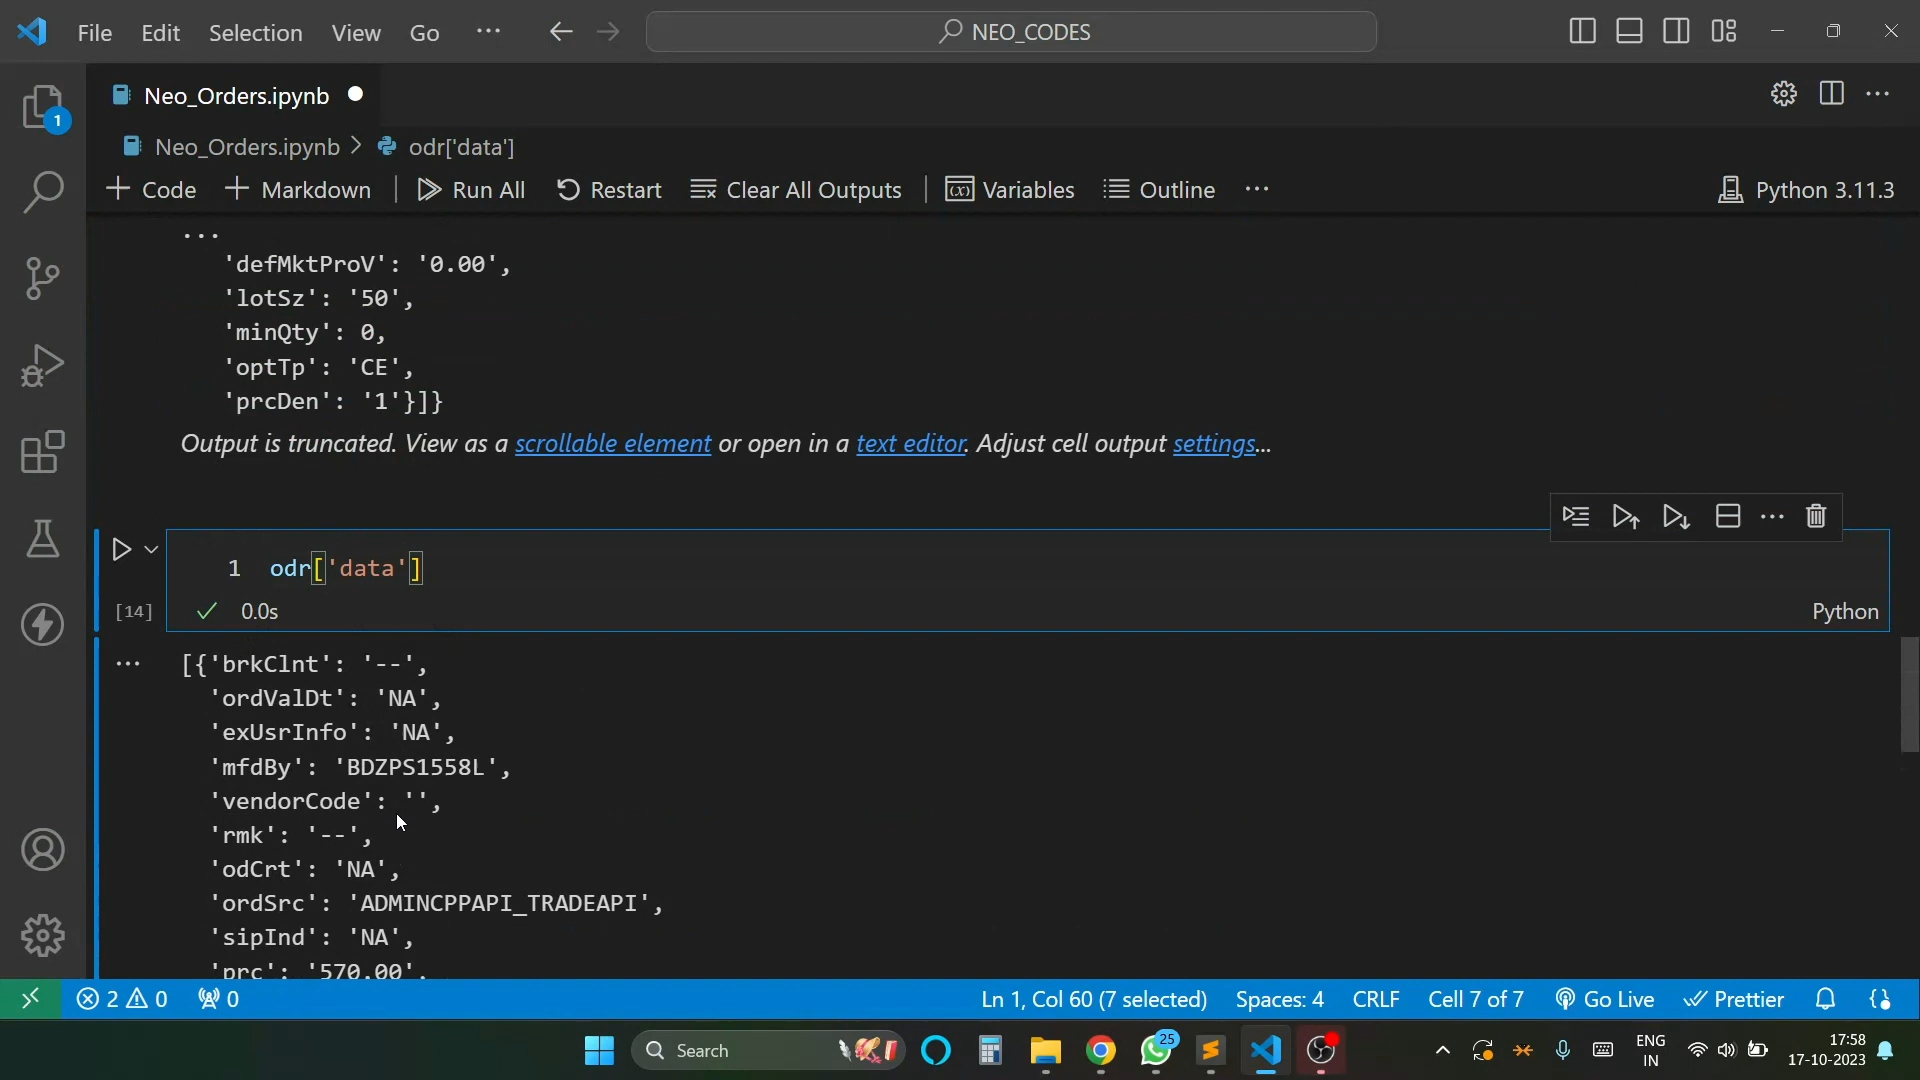 File Edit Selection View Go ... NEO_CODES
Neo_Orders.ipynb
1
Neo_Orders.ipynb > odr['data']
+ Code + Markdown | Run All Restart Clear All Outputs | (x) Variables Outline ... Python 3.11.3
...
'defMktProV': '0.00',
'lotSz': '50',
'minQty': 0,
'optTp': 'CE',
'prcDen': '1'}]}
Output is truncated. View as a scrollable element or open in a text editor. Adjust cell output settings...
1 odr['data']
[14] 0.0s Python
... [{'brkClnt': '--',
'ordValDt': 'NA',
'exUsrInfo': 'NA',
'mfdBy': 'BDZPS1558L',
'vendorCode': '',
'rmk': '--',
'odCrt': 'NA',
'ordSrc': 'ADMINCPPAPI_TRADEAPI',
'sipInd': 'NA',
'prc': '570.00',
2 0 0 Ln 1, Col 60 (7 selected) Spaces: 4 CRLF Cell 7 of 7 Go Live Prettier
Search 25 ENG 17:58
IN 17-10-2023